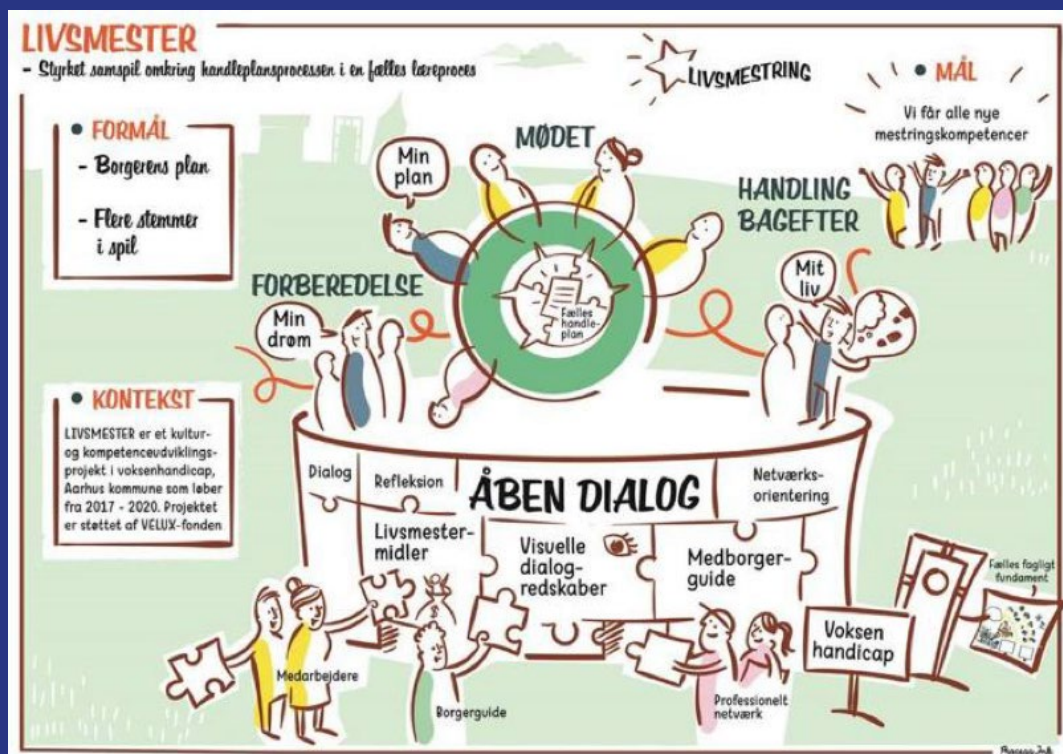 LIVSMESTER
- Styrket samspil omkring handleplansprocessen i en fælles læreproces
• FORMÅL
- Borgerens plan
- Flere stemmer
i spil
LIVSMESTRING
• MÅL
Vi får alle nye
mestringskompetencer
MØDET
Min
plan
HANDLING
BAGEFTER
FORBEREDELSE
Min
drøm
Fælles
handle-
plan
Mit
liv
• KONTEKST
LIVSMESTER er et kultur-
og kompetenceudviklings-
projekt i voksenhandicap,
Aarhus kommune som løber
fra 2017 - 2020. Projektet
er støttet af VELUX-fonden
Dialog
Refleksion
ÅBEN DIALOG
Netværks-
orientering
Livsmester-
midler
Visuelle
dialog-
redskaber
Medborger-
guide
Medarbejdere
$
Borgerguide
Professionelt
netværk
Voksen
handicap
Fælles fagligt
fundament